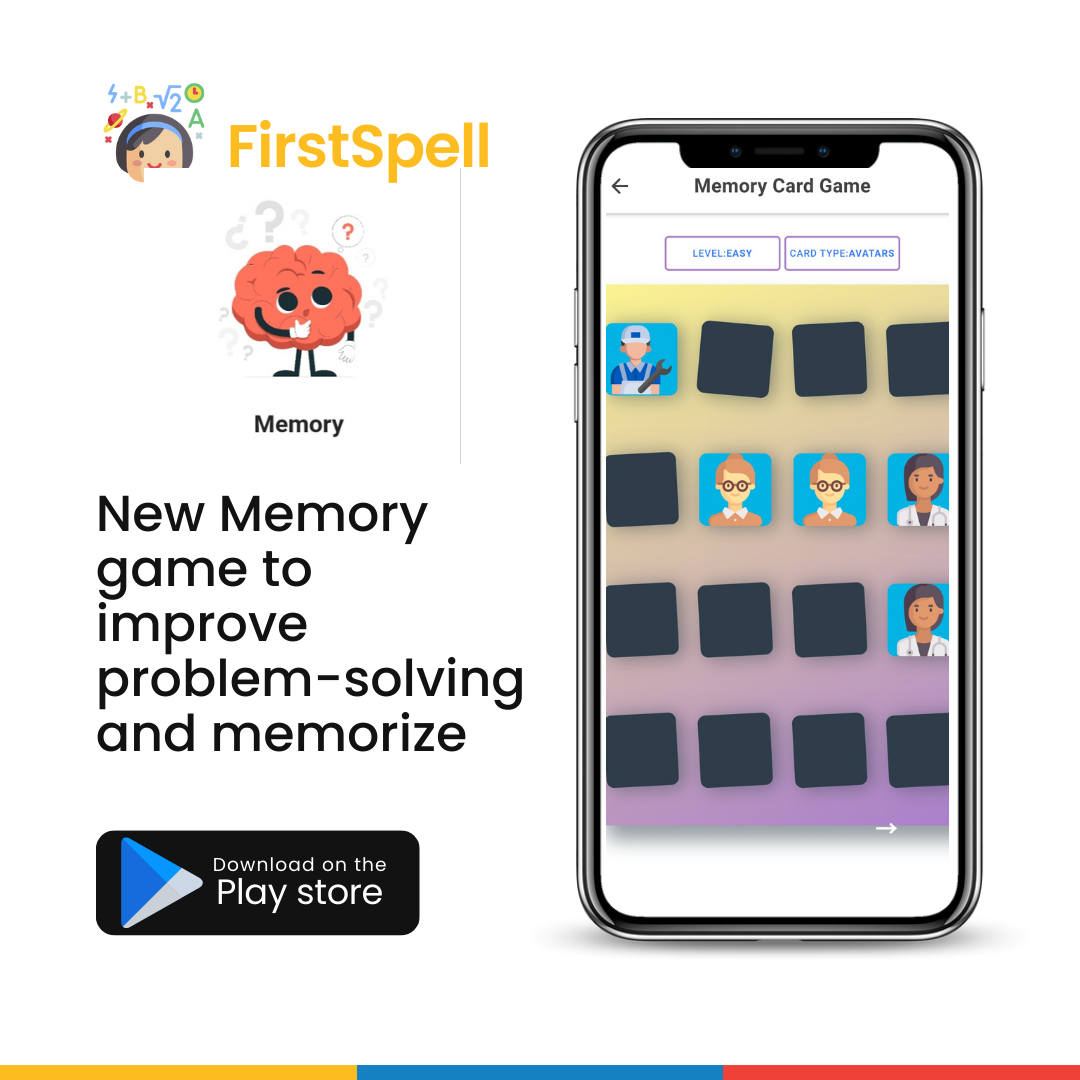 S+B√2
A
FirstSpell
? ? ?
?
Memory
New Memory
game to
improve
problem-solving
and memorize
Download on the
Play store
Memory Card Game
LEVEL:EASY
CARD TYPE:AVATARS